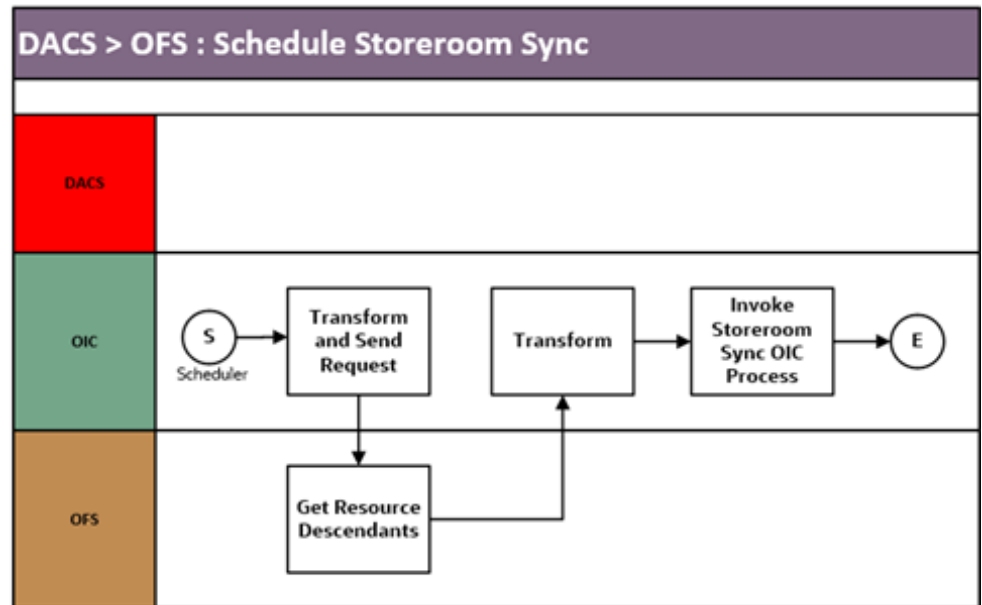 DACS > OFS : Schedule Storeroom Sync
DACS
OIC
S
Scheduler
Transform
and Send
Request
Transform
Invoke
Storeroom
Sync OIC
Process
E
OFS
Get Resource
Descendants